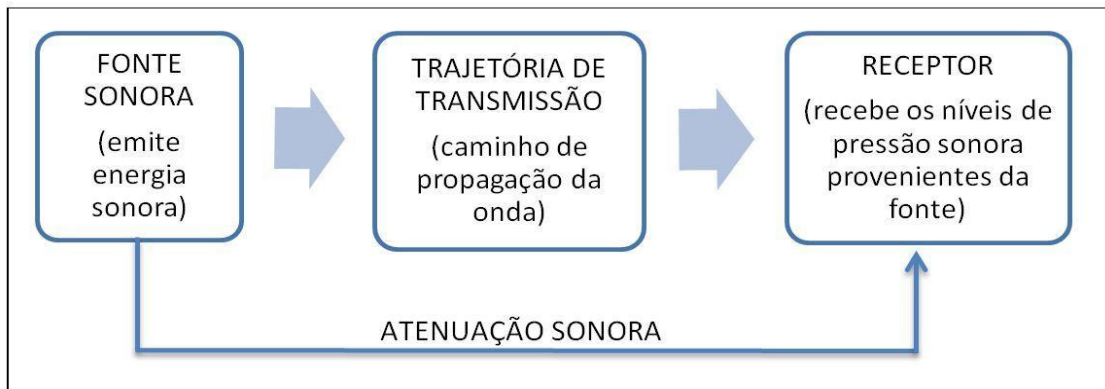 FONTE
SONORA
(emite
energia
sonora)
TRAJETÓRIA DE
TRANSMISSÃO
(caminho de
propagação da
onda)
RECEPTOR
(recebe os níveis de
pressão sonora
provenientes da
fonte)
ATENUAÇÃO SONORA